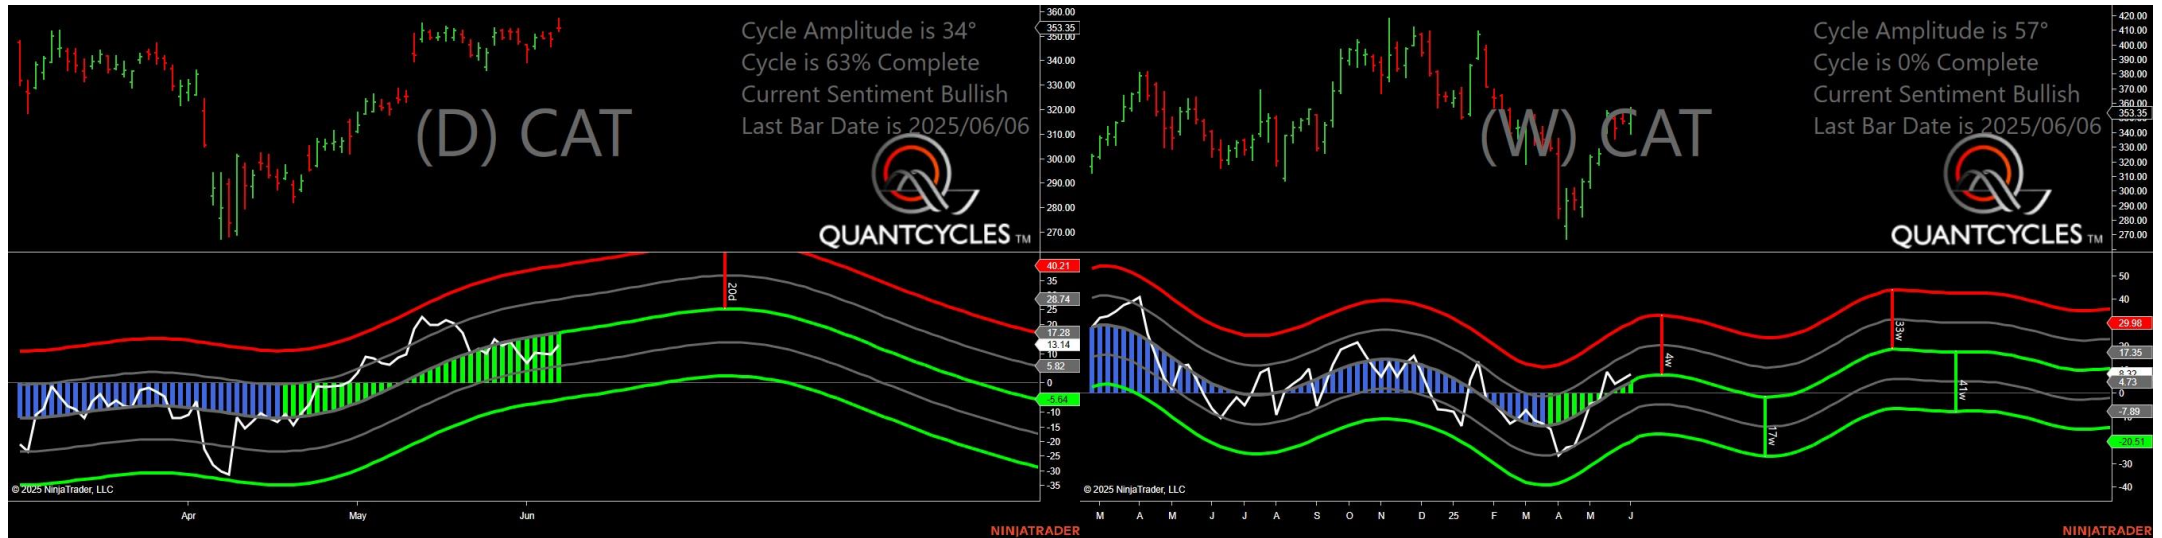 Cycle Amplitude is 34°
Cycle is 63% Complete
Current Sentiment Bullish
Last Bar Date is 2025/06/06
(D) CAT
QUANTCYCLES TM
360.00
353.35
350.00
340.00
330.00
320.00
310.00
300.00
290.00
280.00
270.00
40.21
35
28.74
25
20
17.28
13.14
10
5.82
0
-5.64
-10
-15
-20
-25
-30
-35
20d
© 2025 NinjaTrader, LLC
Apr
May
Jun
NINJATRADER
Cycle Amplitude is 57°
Cycle is 0% Complete
Current Sentiment Bullish
Last Bar Date is 2025/06/06
(W) CAT
QUANTCYCLES TM
420.00
410.00
400.00
390.00
380.00
370.00
360.00
353.35
340.00
330.00
320.00
310.00
300.00
290.00
280.00
270.00
50
40
29.98
17.35
4.73
0
-7.89
-20.51
-30
-40
4w
17w
33w
41w
© 2025 NinjaTrader, LLC
M A M J J A S O N D 25 F M A M J
NINJATRADER